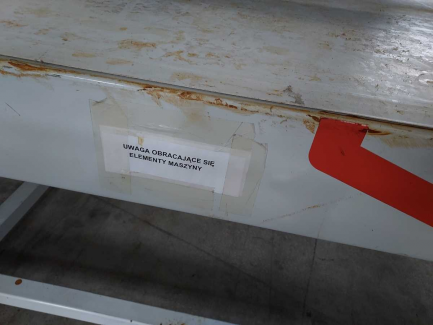 UWAGA OBRACAJĄCE SIĘ
ELEMENTY MASZYNY